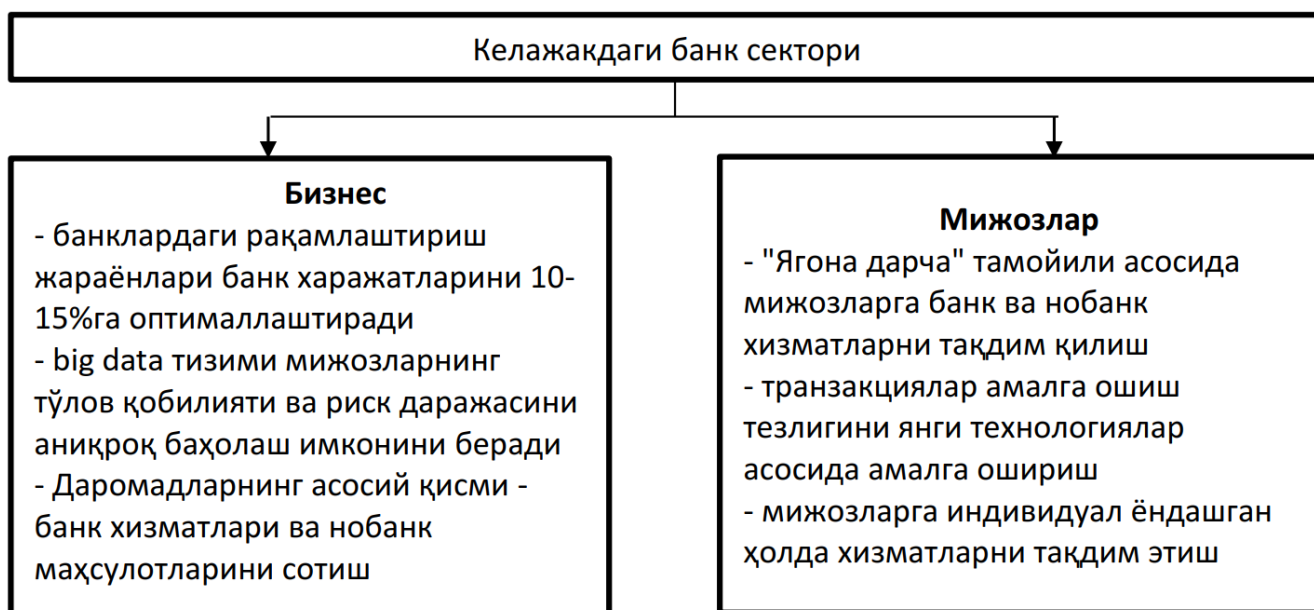 Келажакдаги банк сектори
Бизнес
- банклардаги рақамлаштириш
жараёнлари банк харажатларини 10-
15%га оптималлаштиради
- big data тизими мижозларнинг
тўлов қобилияти ва риск даражасини
аниқроқ баҳолаш имконини беради
- Даромадларнинг асосий қисми -
банк хизматлари ва нобанк
маҳсулотларини сотиш
Мижозлар
- "Ягона дарча" тамойили асосида
мижозларга банк ва нобанк
хизматларни тақдим қилиш
- транзакциялар амалга ошиш
тезлигини янги технологиялар
асосида амалга ошириш
- мижозларга индивидуал ёндашган
ҳолда хизматларни тақдим этиш